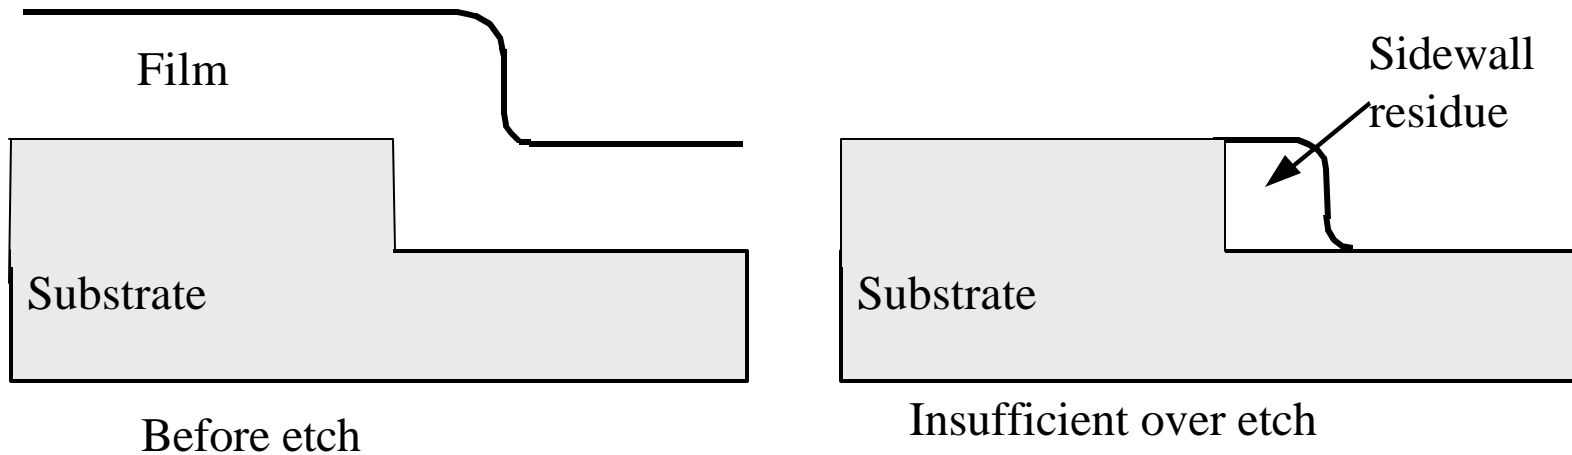 Film
Sidewall
residue
Substrate
Substrate
Before etch
Insufficient over etch